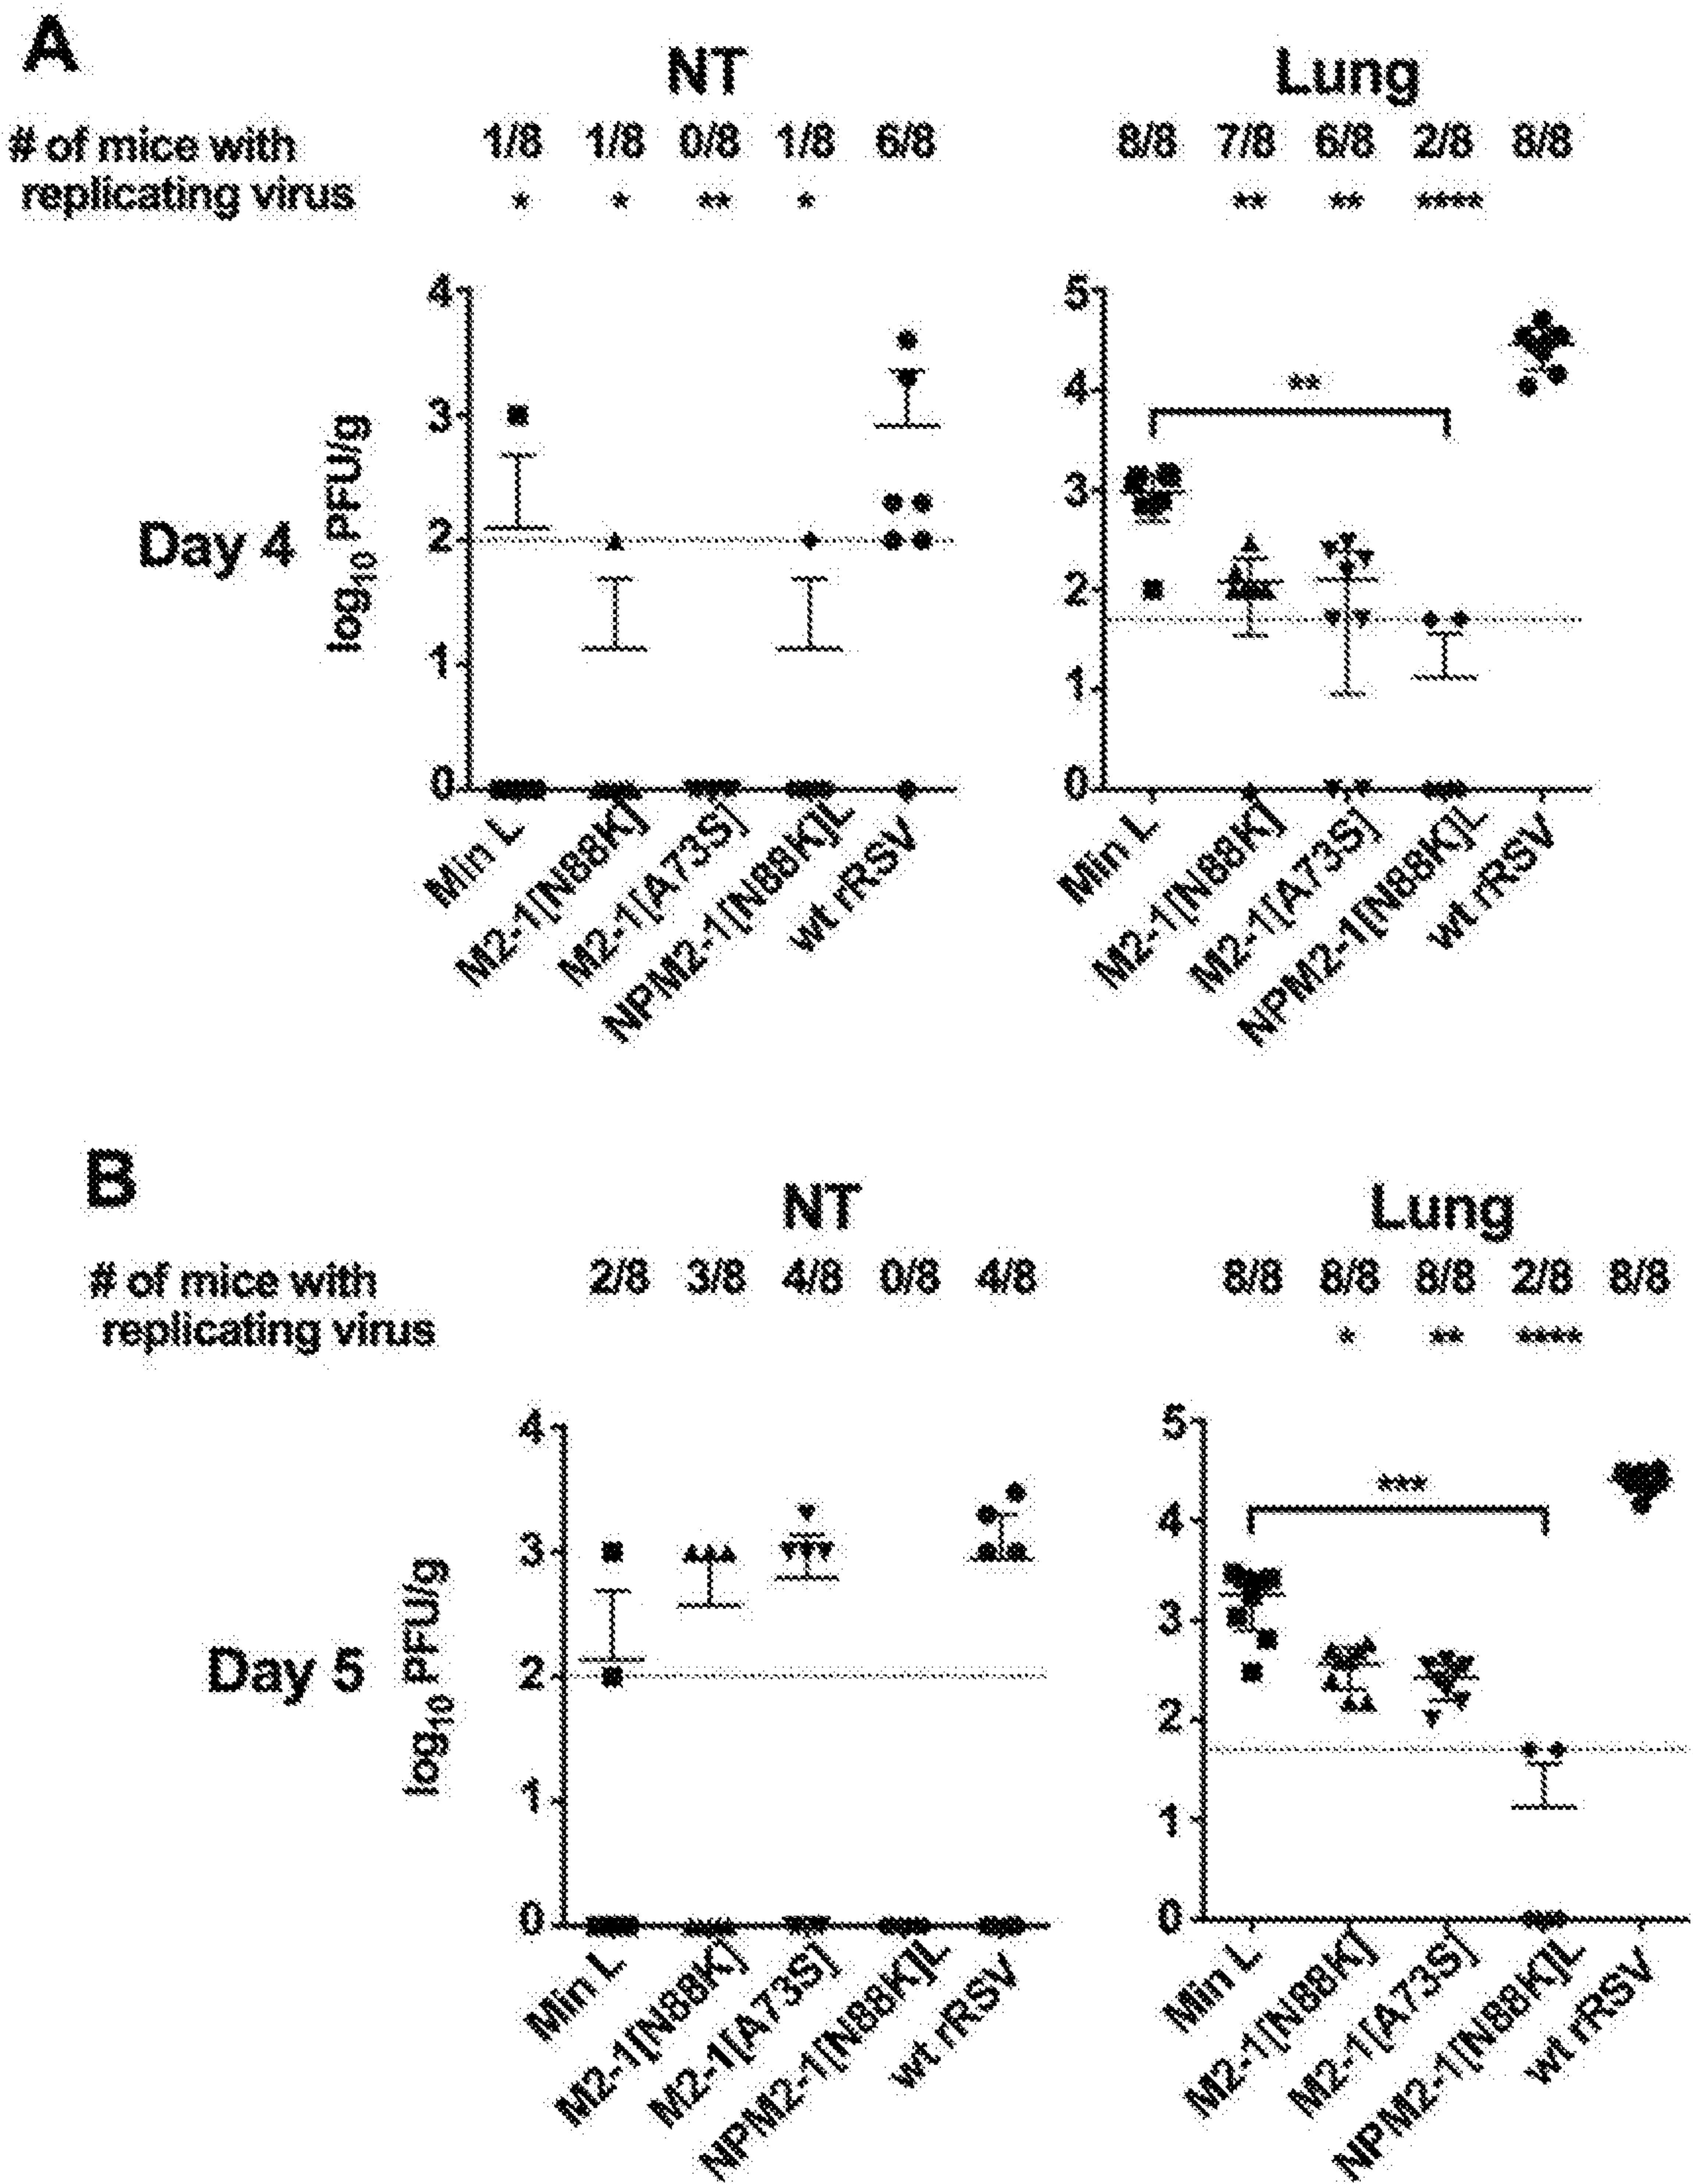 A
NT
Lung
# of mice with
replicating virus
1/8 1/8 0/8 1/8 6/8
* * ** *
8/8 7/8 6/8 2/8 8/8
** ** ****
Day 4
log10 PFU/g
4
3
2
1
0
Min L
M2-1[N88K]
M2-1[A73S]
NPM2-1[N88K]L
wt rRSV
5
4
3
2
1
0
**
Min L
M2-1[N88K]
M2-1[A73S]
NPM2-1[N88K]L
wt rRSV
B
NT
Lung
# of mice with
replicating virus
2/8 3/8 4/8 0/8 4/8
8/8 8/8 8/8 2/8 8/8
* ** ****
Day 5
log10 PFU/g
4
3
2
1
0
Min L
M2-1[N88K]
M2-1[A73S]
NPM2-1[N88K]L
wt rRSV
5
4
3
2
1
0
***
Min L
M2-1[N88K]
M2-1[A73S]
NPM2-1[N88K]L
wt rRSV